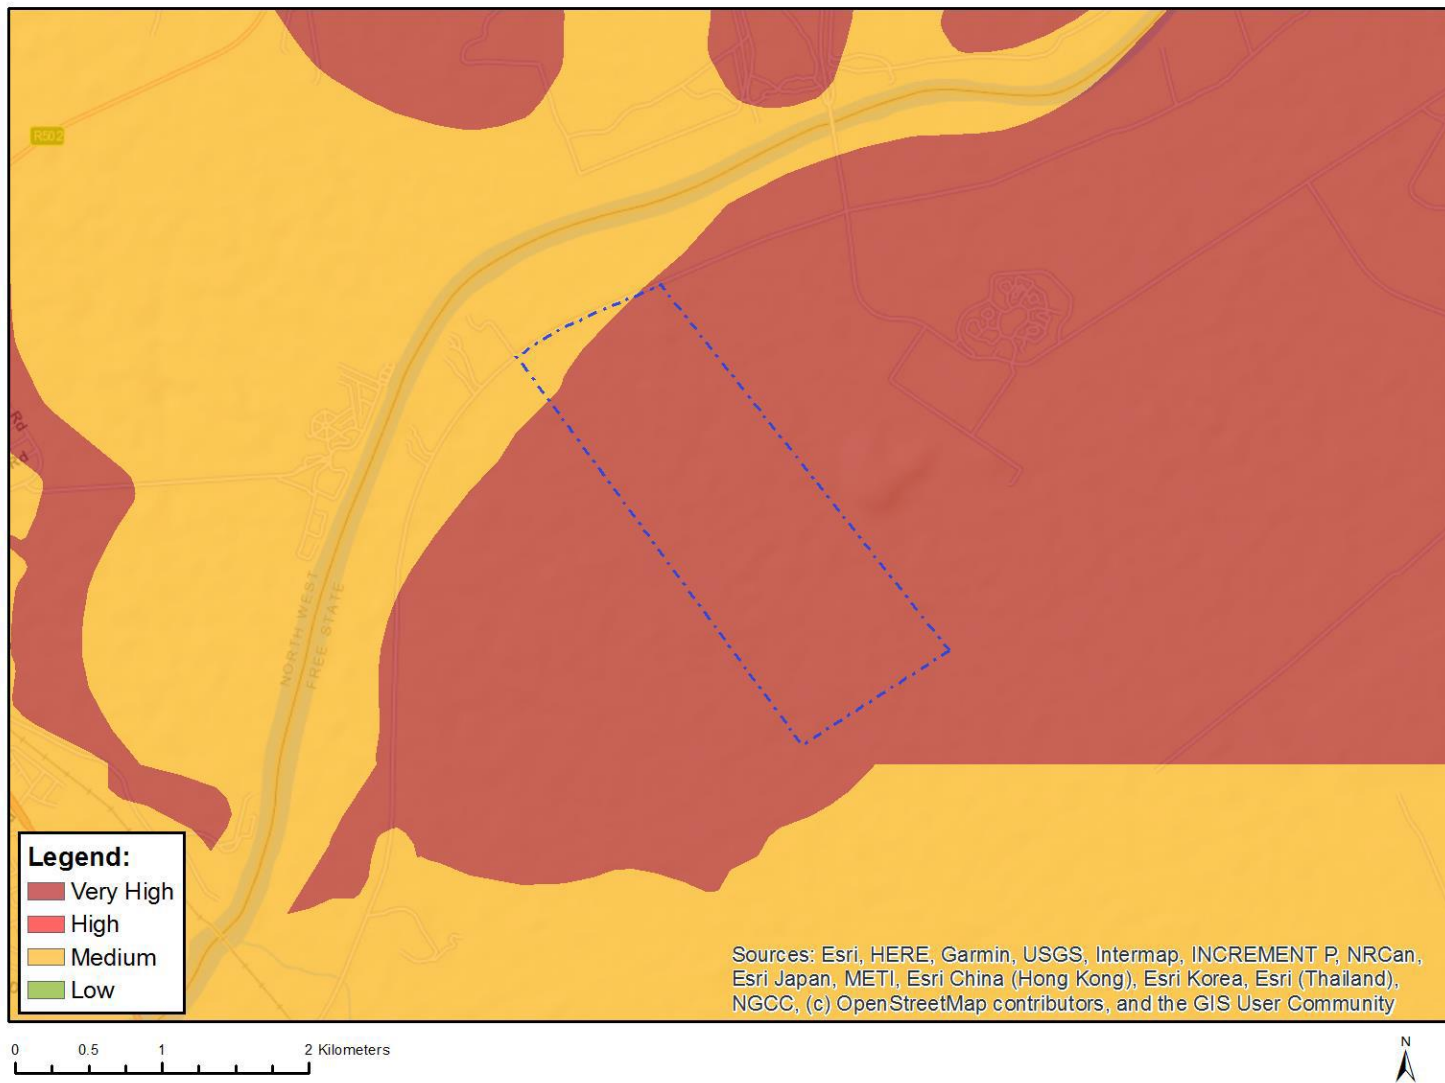 R502
Rd
Rd
NORTH WEST
FREE STATE
Legend:
Very High
High
Medium
Low
Sources: Esri, HERE, Garmin, USGS, Intermap, INCREMENT P, NRCan,
Esri Japan, METI, Esri China (Hong Kong), Esri Korea, Esri (Thailand),
NGCC, (c) OpenStreetMap contributors, and the GIS User Community
0 0.5 1 2 Kilometers
N